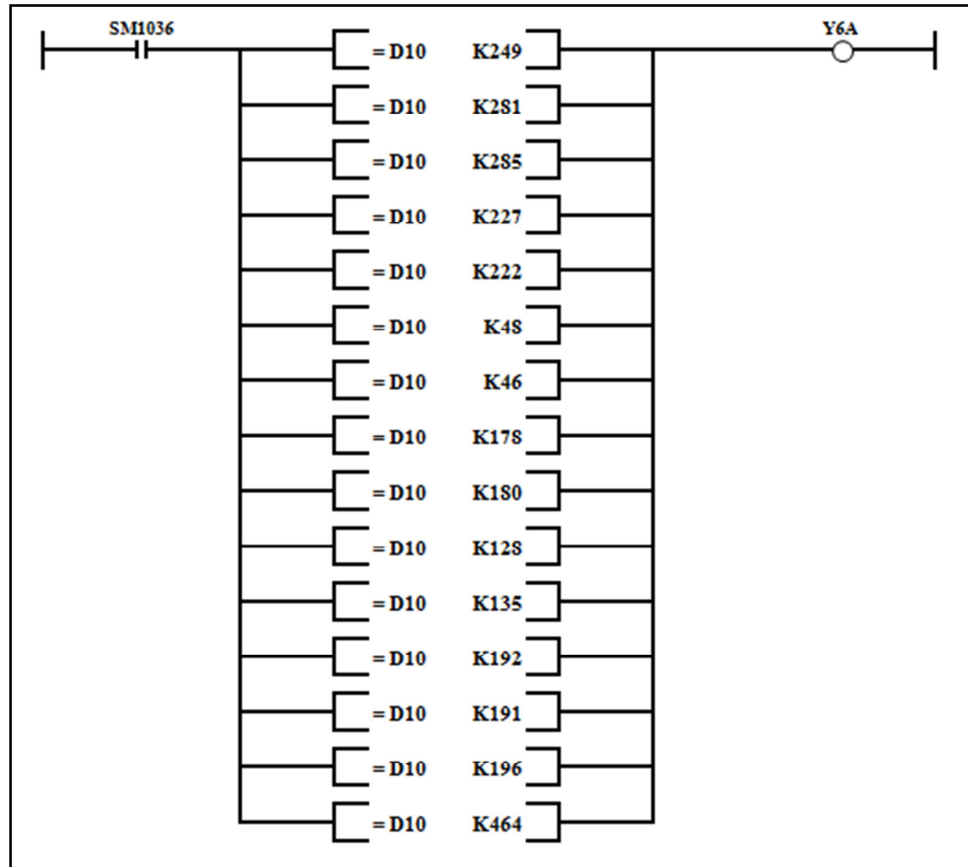 SM1036 Y6A
= D10 K249
= D10 K281
= D10 K285
= D10 K227
= D10 K222
= D10 K48
= D10 K46
= D10 K178
= D10 K180
= D10 K128
= D10 K135
= D10 K192
= D10 K191
= D10 K196
= D10 K464